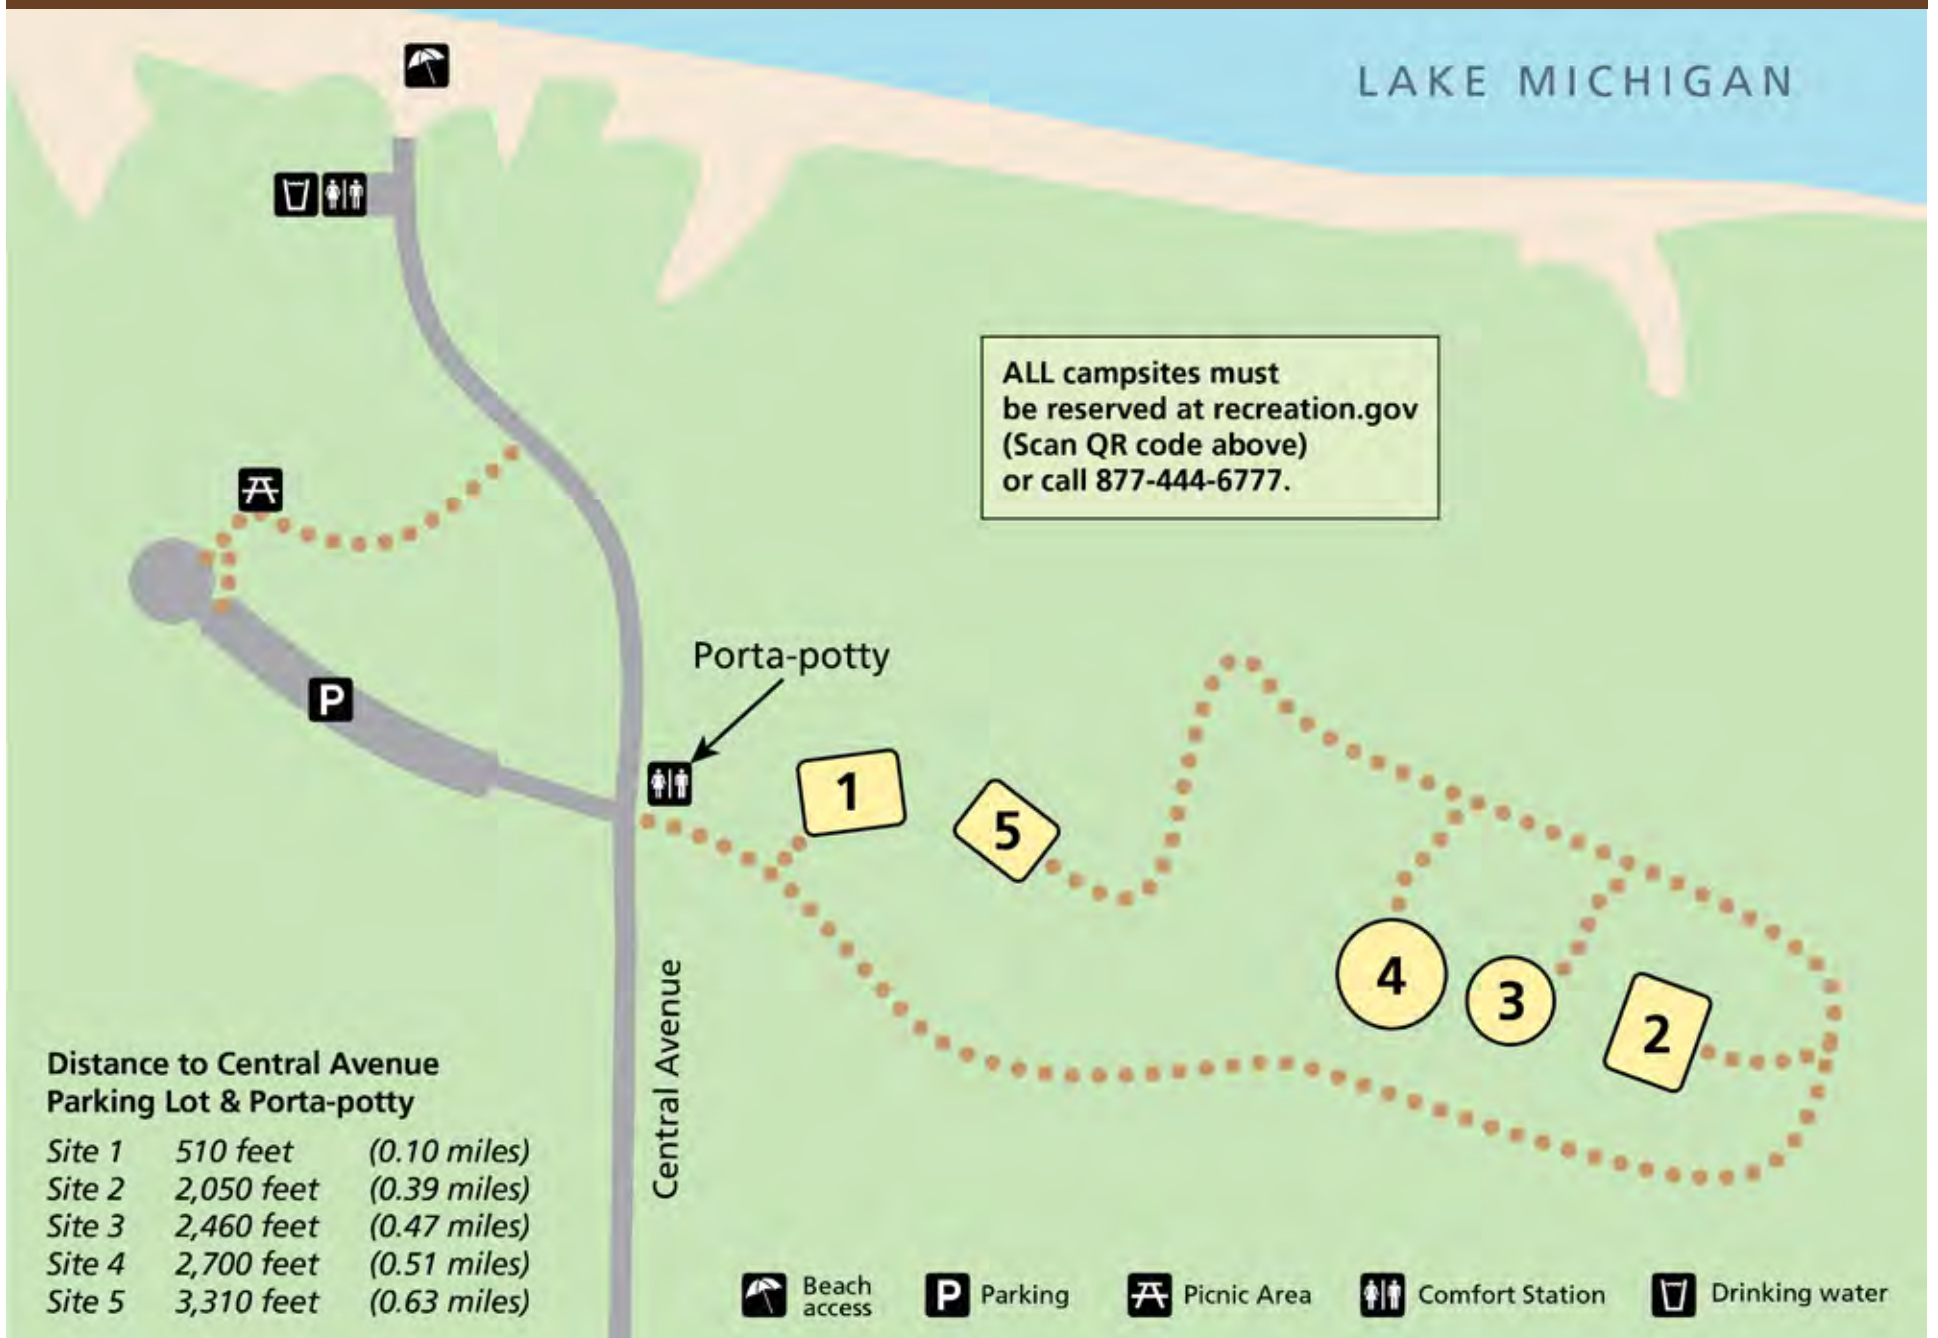 LAKE MICHIGAN
ALL campsites must
be reserved at recreation.gov
(Scan QR code above)
or call 877-444-6777.
P
Porta-potty
1
5
4
3
2
Central Avenue
Distance to Central Avenue
Parking Lot & Porta-potty
Site 1 510 feet (0.10 miles)
Site 2 2,050 feet (0.39 miles)
Site 3 2,460 feet (0.47 miles)
Site 4 2,700 feet (0.51 miles)
Site 5 3,310 feet (0.63 miles)
Beach
access
P Parking
Picnic Area
Comfort Station
Drinking water